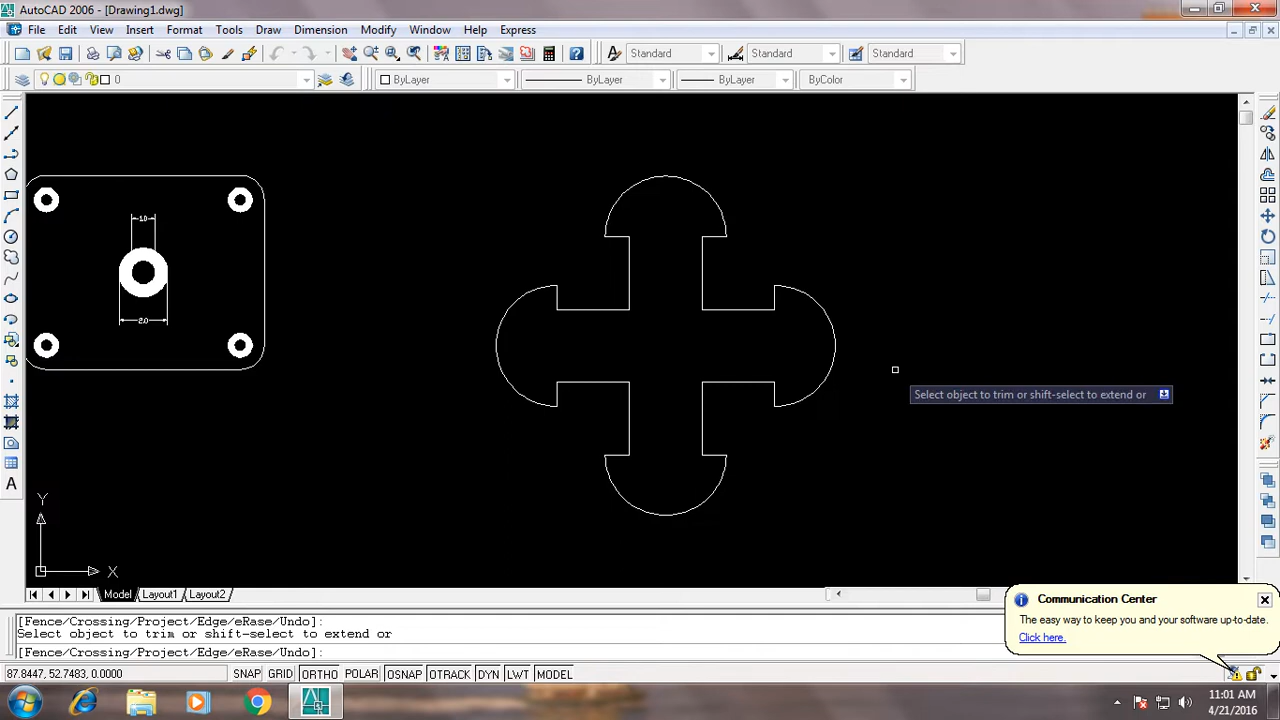 AutoCAD 2006 - [Drawing1.dwg]
File Edit View Insert Format Tools Draw Dimension Modify Window Help Express
Standard Standard Standard
0 ByLayer ByLayer ByLayer ByColor
1.0
2.0
Select object to trim or shift-select to extend or
Y
X
A
Model Layout1 Layout2
Communication Center
The easy way to keep you and your software up-to-date.
Click here.
[Fence/Crossing/Project/Edge/eRase/Undo]:
Select object to trim or shift-select to extend or
[Fence/Crossing/Project/Edge/eRase/Undo]:
87.8447, 52.7483, 0.0000 SNAP GRID ORTHO POLAR OSNAP OTRACK DYN LWT MODEL
11:01 AM
4/21/2016